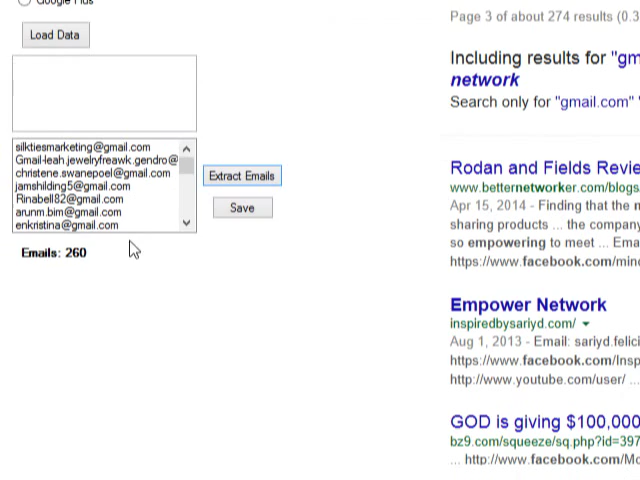 Google Plus
Load Data
silktiesmarketing@gmail.com
Gmail-leah.jewelryfreawk.gendro@
christene.swanepoel@gmail.com
jamshilding5@gmail.com
Rinabell82@gmail.com
arunm.bim@gmail.com
enkristina@gmail.com
Extract Emails
Save
Emails: 260
Page 3 of about 274 results (0.3
Including results for "gm
network
Search only for "gmail.com" "
Rodan and Fields Revie
www.betternetworker.com/blogs
Apr 15, 2014 - Finding that the n
sharing products ... the company
so empowering to meet ... Ema
https://www.facebook.com/mind
Empower Network
inspiredbysariyd.com/
Aug 1, 2013 - Email: sariyd.felici
https://www.facebook.com/Insp
http://www.youtube.com/user/ ...
GOD is giving $100,000
bz9.com/squeeze/sq.php?id=397
... http://www.facebook.com/Mc